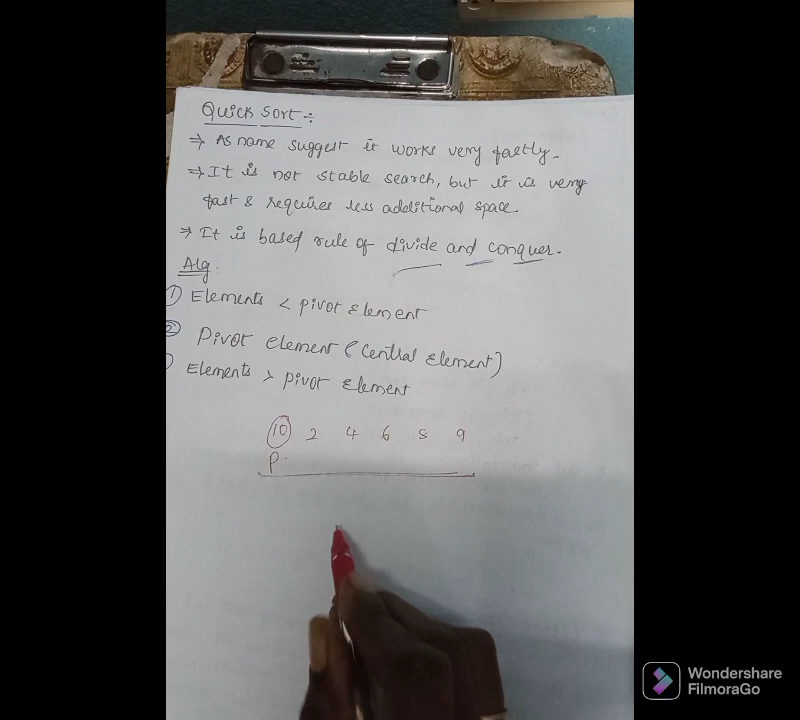 Quick Sort ÷
⇒ As name suggest it works very fastly.
⇒ It is not stable search, but it is very
fast & requires less additional space.
⇒ It is based rule of divide and conquer.
Alg.
① Elements < pivot Element
② Pivot element (Central Element)
Elements > pivot Element
10 2 4 6 8 9
P.
Wondershare
FilmoraGo